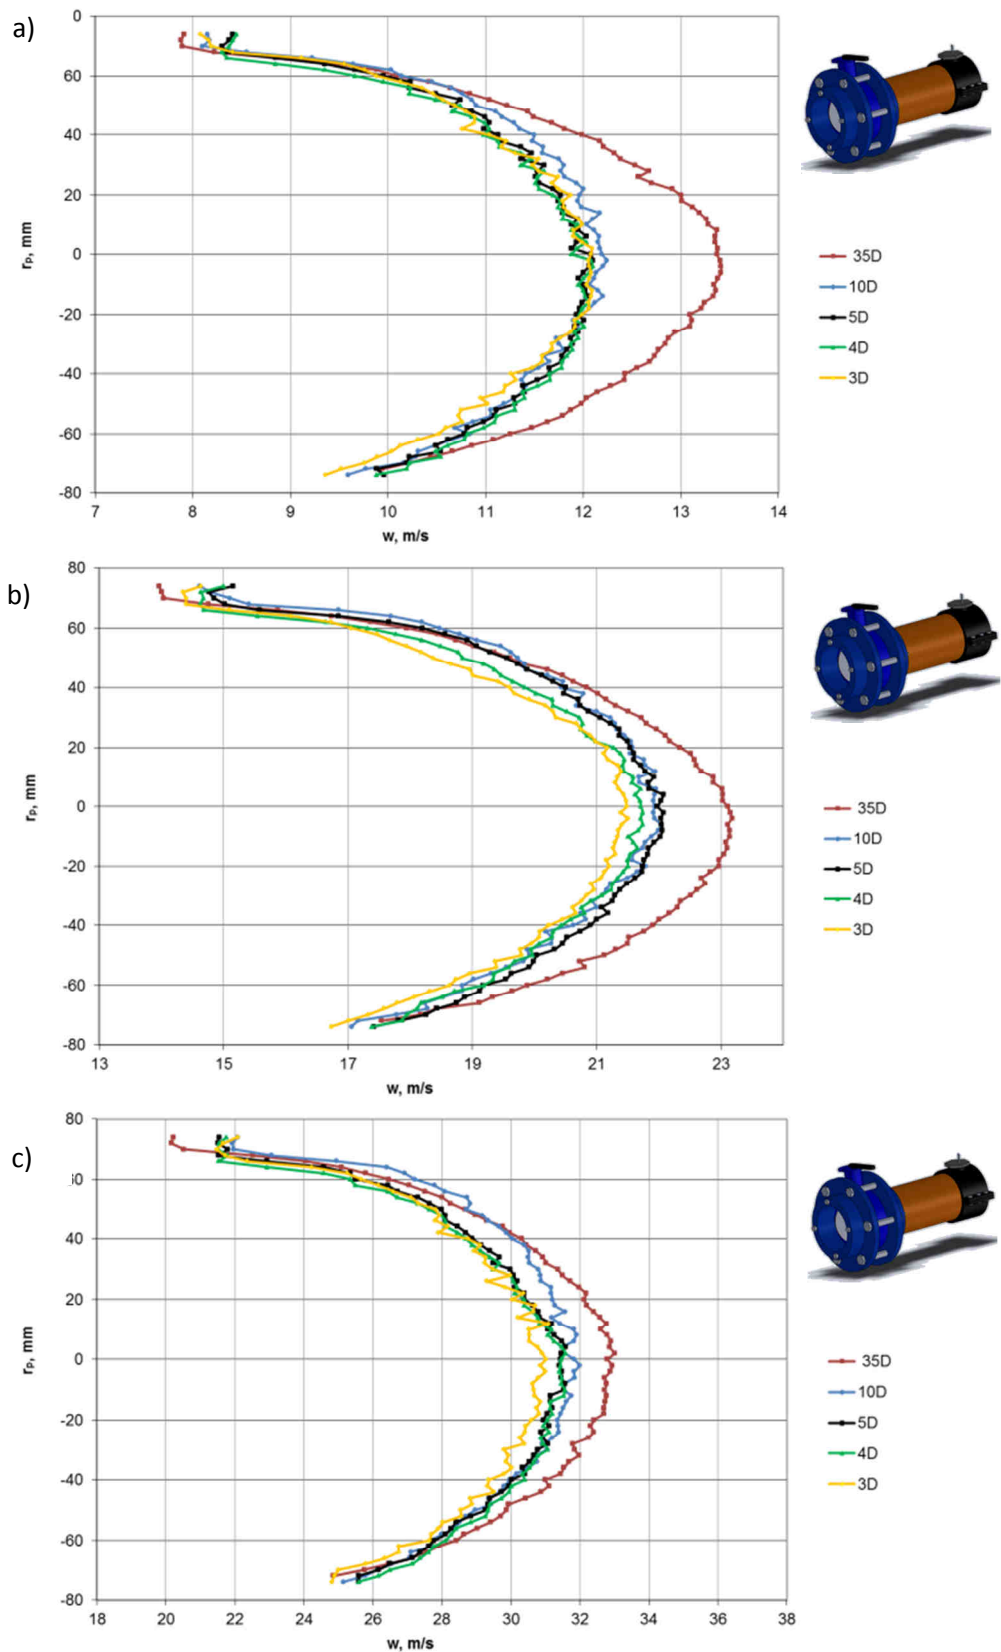 a)
0
60
40
20
0
-20
-40
-60
-80
rₚ, mm
7 8 9 10 11 12 13 14
w, m/s
35D
10D
5D
4D
3D
b)
80
60
40
20
0
-20
-40
-60
-80
rₚ, mm
13 15 17 19 21 23
w, m/s
35D
10D
5D
4D
3D
c)
80
60
40
20
0
-20
-40
-60
-80
rₚ, mm
18 20 22 24 26 28 30 32 34 36 38
w, m/s
35D
10D
5D
4D
3D